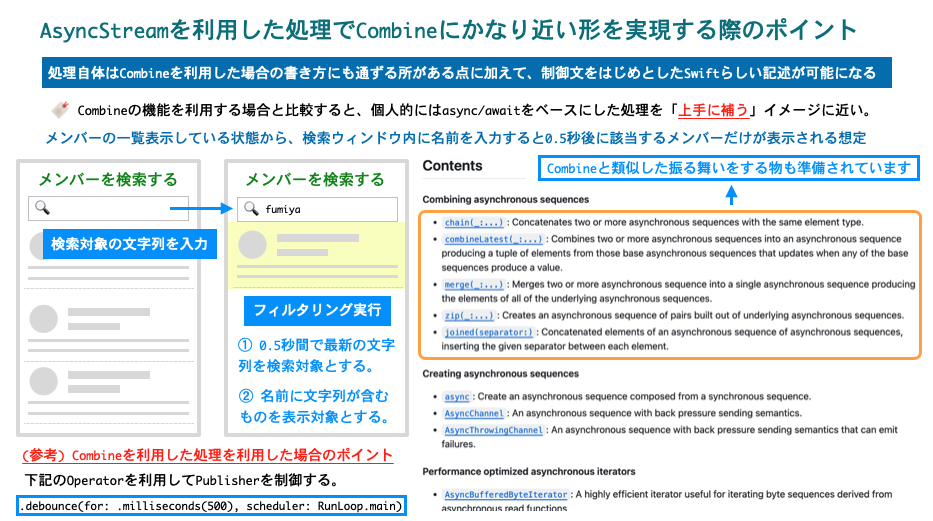 AsyncStreamを利用した処理でCombineにかなり近い形を実現する際のポイント
処理自体はCombineを利用した場合の書き方にも通ずる所がある点に加えて、制御文をはじめとしたSwiftらしい記述が可能になる
Combineの機能を利用する場合と比較すると、個人的にはasync/awaitをベースにした処理を「上手に補う」イメージに近い。
メンバーの一覧表示している状態から、検索ウィンドウ内に名前を入力すると0.5秒後に該当するメンバーだけが表示される想定
メンバーを検索する
検索対象の文字列を入力
メンバーを検索する
fumiya
フィルタリング実行
① 0.5秒間で最新の文字
列を検索対象とする。
② 名前に文字列が含む
ものを表示対象とする。
(参考) Combineを利用した処理を利用した場合のポイント
下記のOperatorを利用してPublisherを制御する。
.debounce(for: .milliseconds(500), scheduler: RunLoop.main)
Contents
Combineと類似した振る舞いをする物も準備されています
Combining asynchronous sequences
• chain(_:...) : Concatenates two or more asynchronous sequences with the same element type.
• combineLatest(_:...) : Combines two or more asynchronous sequences into an asynchronous sequence
producing a tuple of elements from those base asynchronous sequences that updates when any of the base
sequences produce a value.
• merge(_:...) : Merges two or more asynchronous sequence into a single asynchronous sequence producing
the elements of all of the underlying asynchronous sequences.
• zip(_:...) : Creates an asynchronous sequence of pairs built out of underlying asynchronous sequences.
• joined(separator:) : Concatenated elements of an asynchronous sequence of asynchronous sequences,
inserting the given separator between each element.
Creating asynchronous sequences
• async : Create an asynchronous sequence composed from a synchronous sequence.
• AsyncChannel : An asynchronous sequence with back pressure sending semantics.
• AsyncThrowingChannel : An asynchronous sequence with back pressure sending semantics that can emit
failures.
Performance optimized asynchronous iterators
• AsyncBufferedByteIterator : A highly efficient iterator useful for iterating byte sequences derived from
asynchronous read functions.